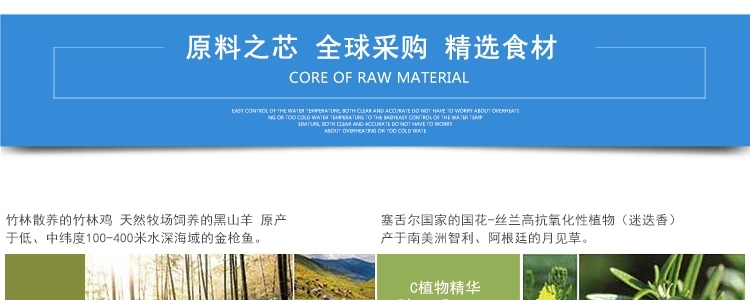 原料之芯 全球采购 精选食材
CORE OF RAW MATERIAL
EASY CONTROL OF THE WATER TEMPERATURE, BOTH CLEAR AND ACCURATE DO NOT HAVE TO WORRY ABOUT OVERHEATI
NG OR TOO COLD WATER TEMPERATURE TO THE BABYEASY CONTROL OF THE WATER TEMP
ERATURE, BOTH CLEAR AND ACCURATE DO NOT HAVE TO WORRY
ABOUT OVERHEATING OR TOO COLD WATE
竹林散养的竹林鸡 天然牧场饲养的黑山羊 原产
于低、中纬度100-400米水深海域的金枪鱼。
塞舌尔国家的国花-丝兰高抗氧化性植物（迷迭香）
产于南美洲智利、阿根廷的月见草。
C植物精华